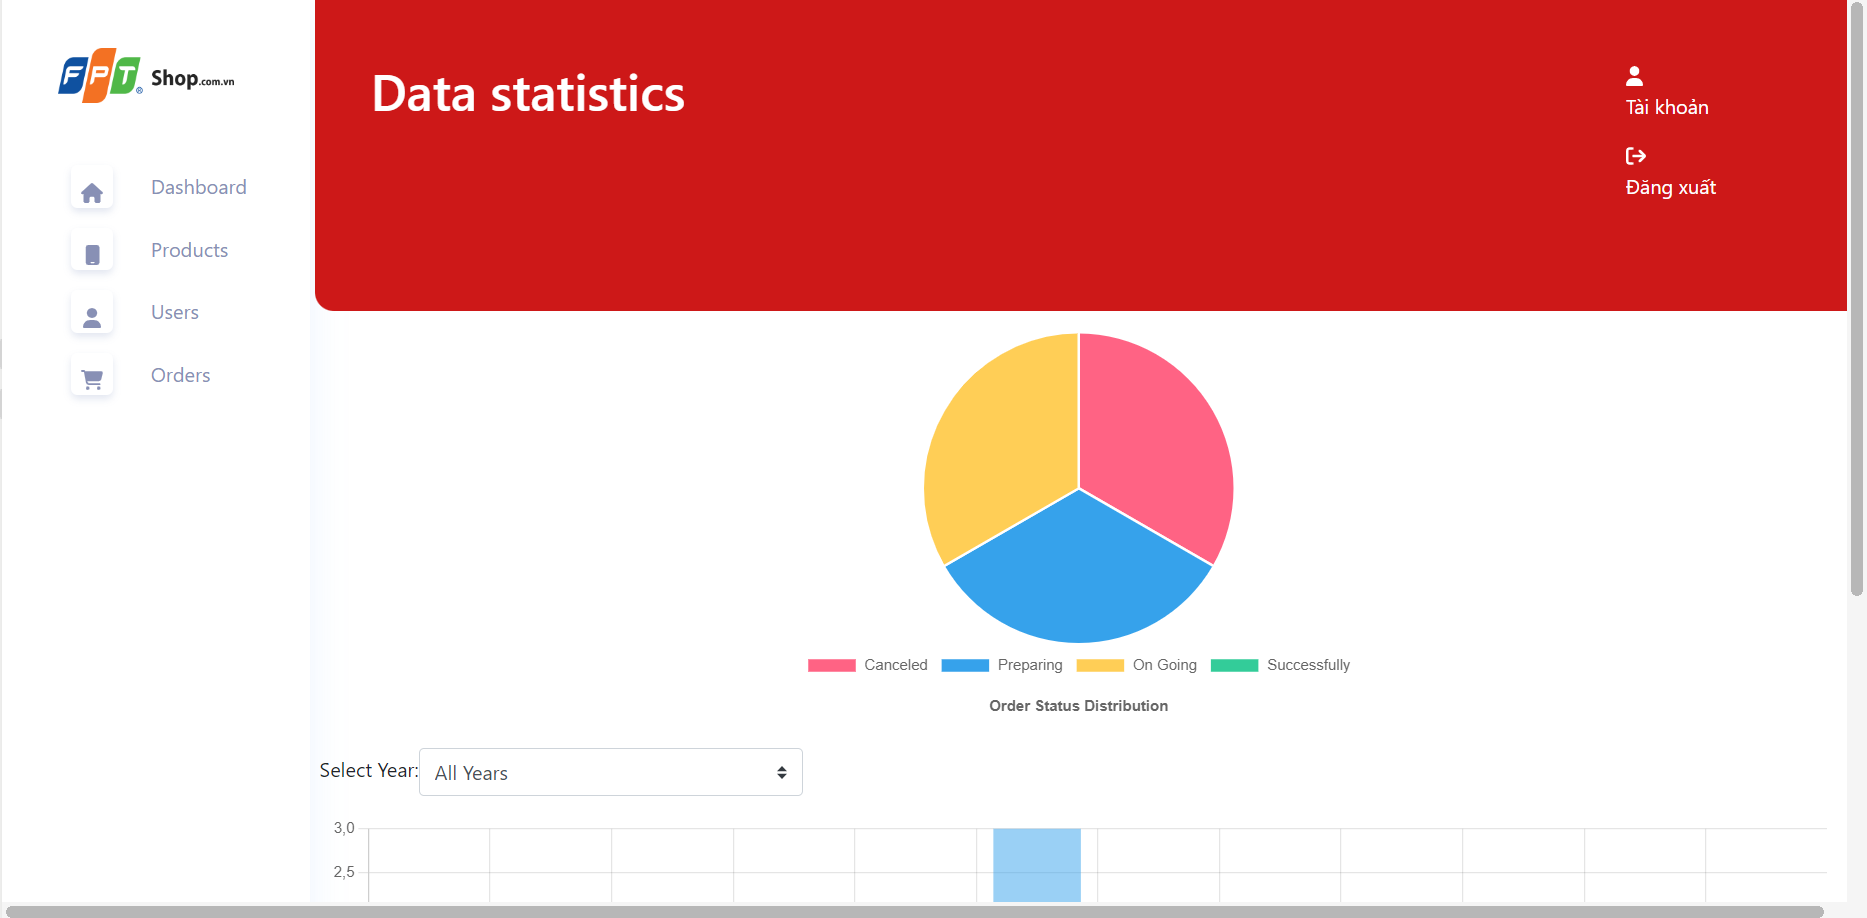 FPT® Shop.com.vn
Dashboard
Products
Users
Orders
Data statistics
Tài khoản
Đăng xuất
Canceled Preparing On Going Successfully
Order Status Distribution
Select Year: All Years
3,0
2,5